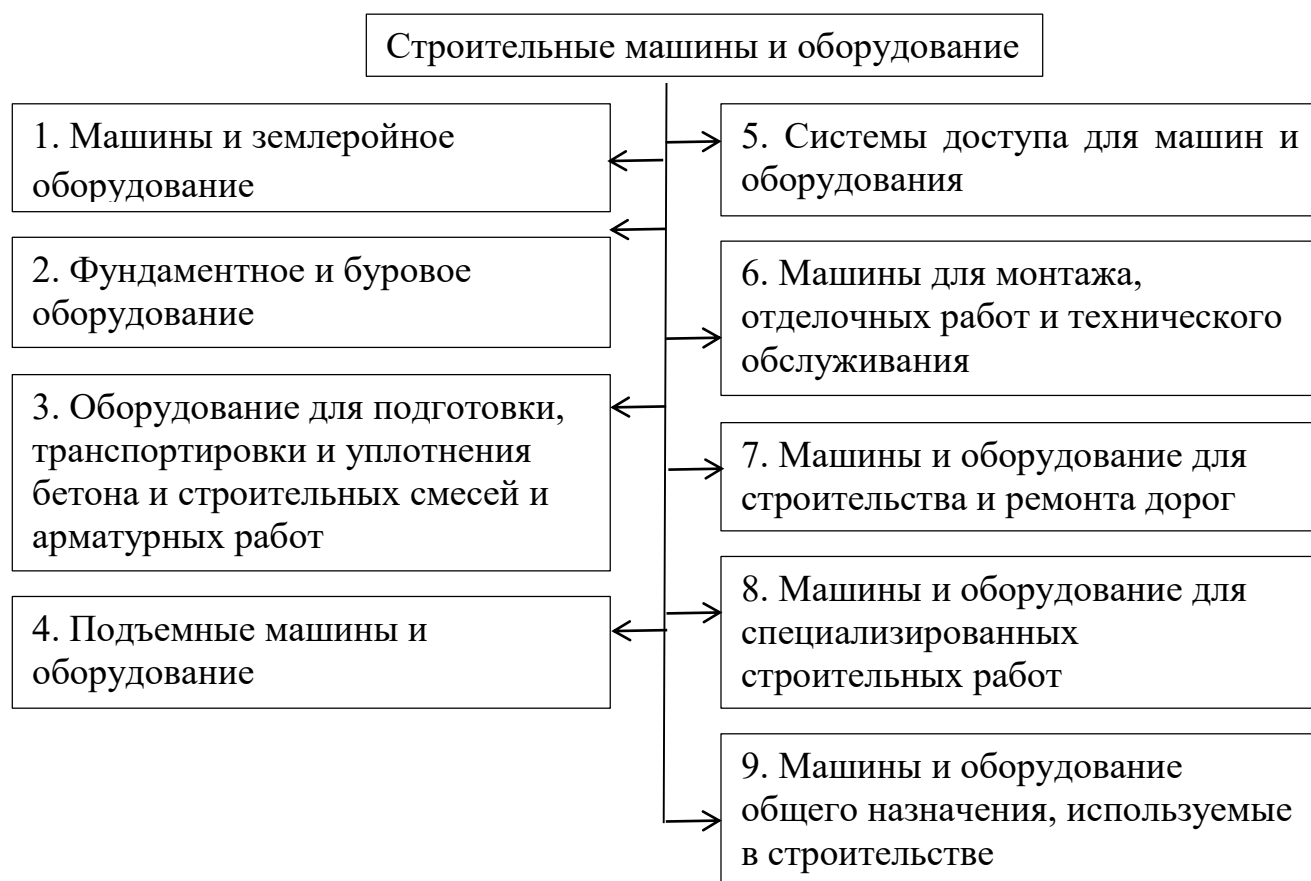 Строительные машины и оборудование
1. Машины и землеройное
оборудование
2. Фундаментное и буровое
оборудование
3. Оборудование для подготовки,
транспортировки и уплотнения
бетона и строительных смесей и
арматурных работ
4. Подъемные машины и
оборудование
5. Системы доступа для машин и
оборудования
6. Машины для монтажа,
отделочных работ и технического
обслуживания
7. Машины и оборудование для
строительства и ремонта дорог
8. Машины и оборудование для
специализированных
строительных работ
9. Машины и оборудование
общего назначения, используемые
в строительстве